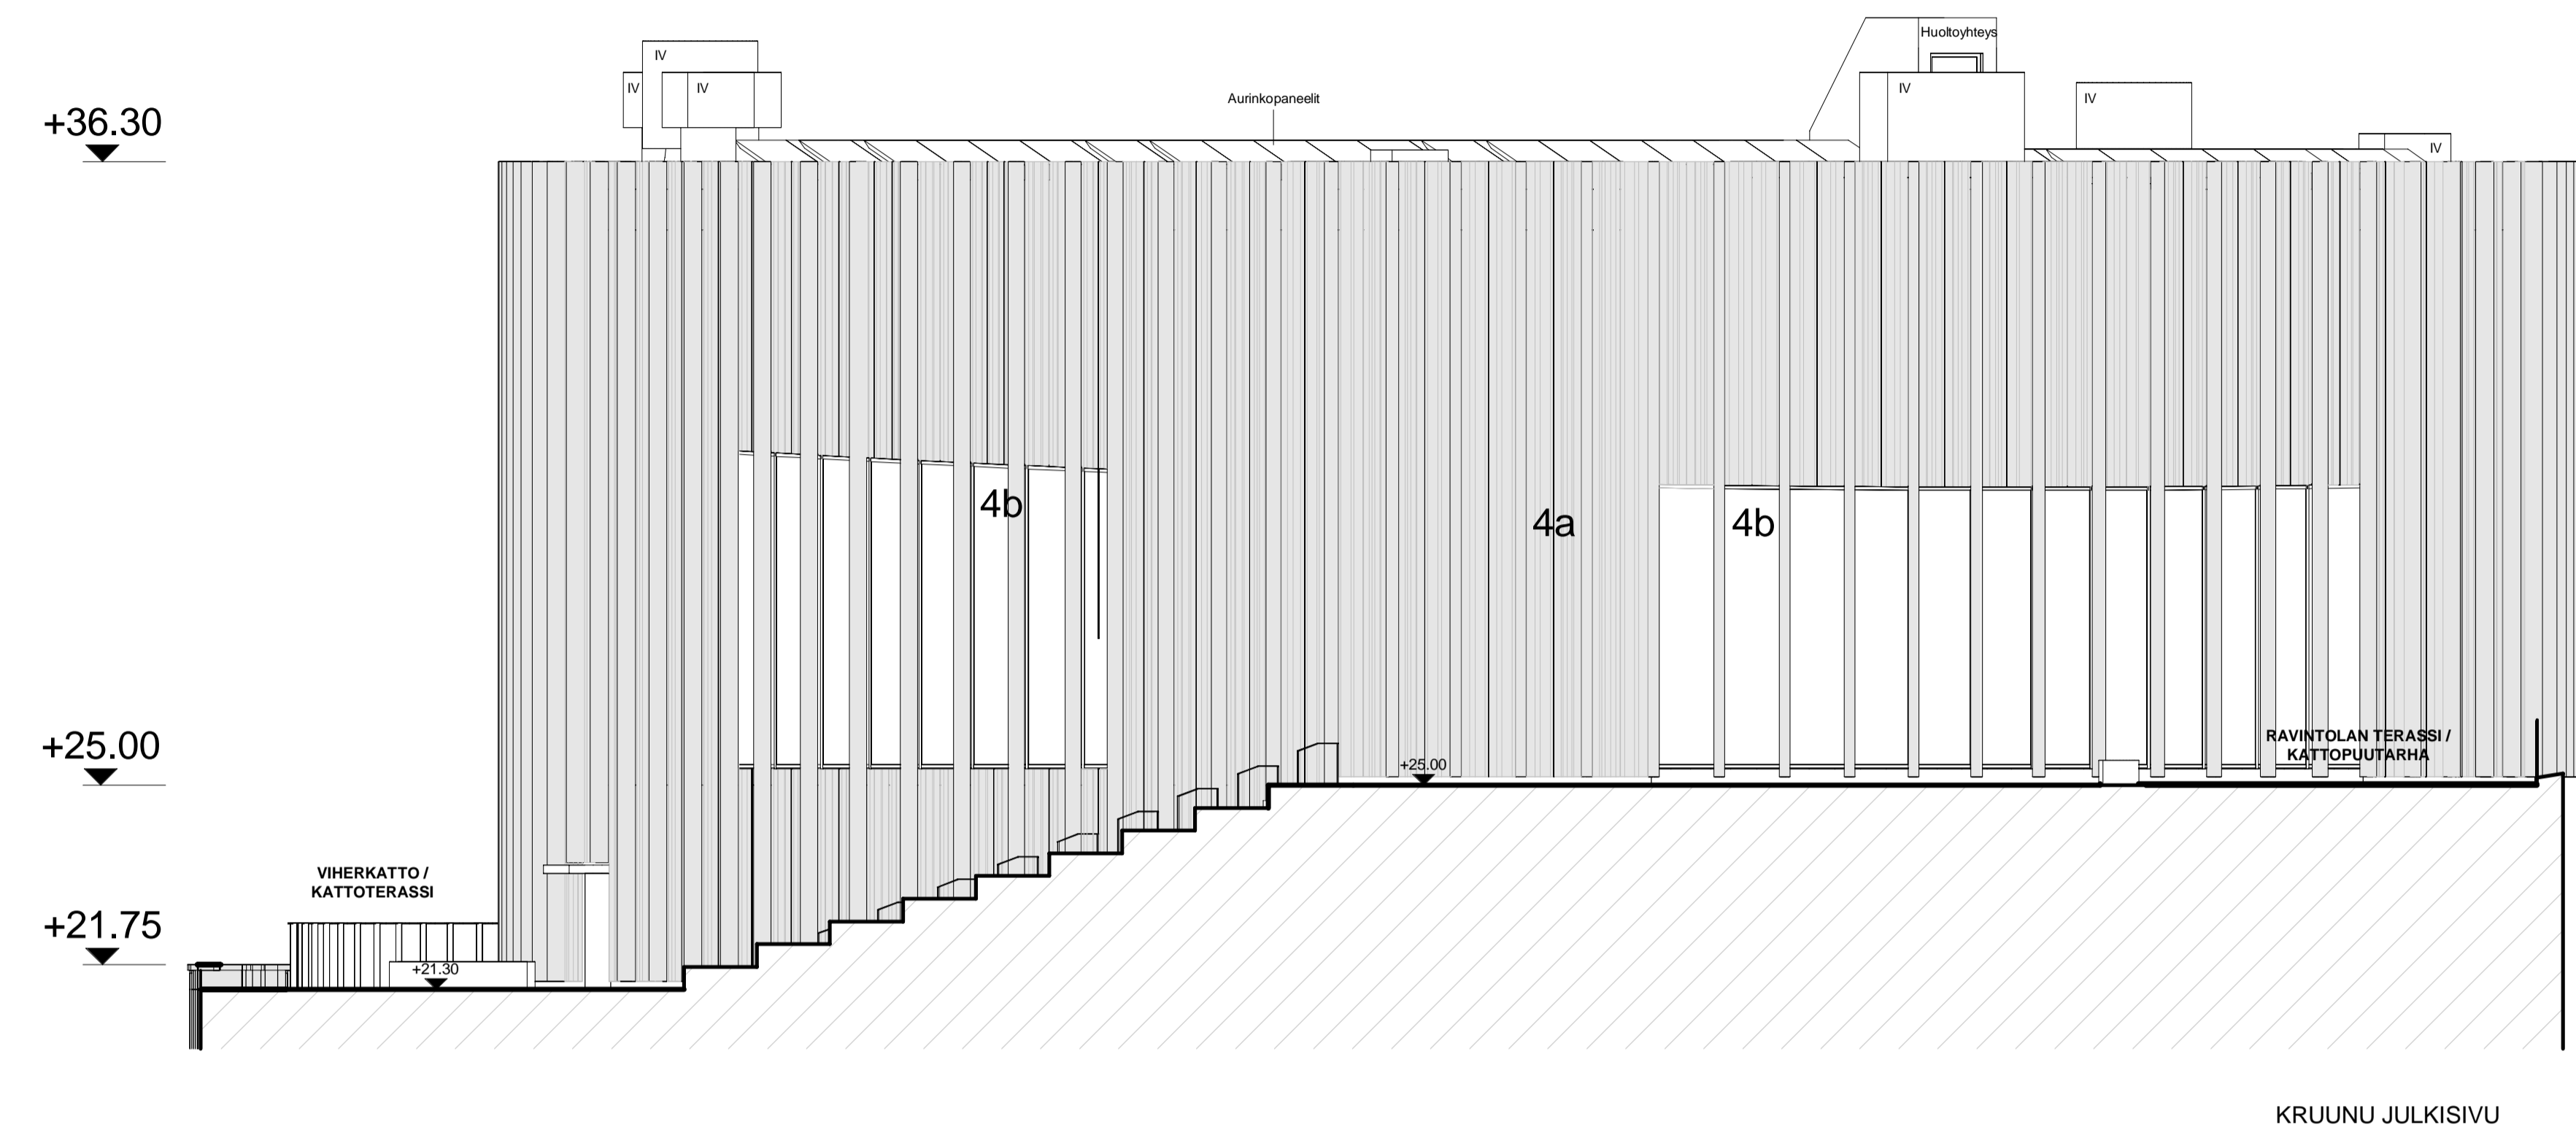 Huoltoyhteys
IV
IV
IV
IV
IV
Aurinkopaneelit
IV
+36.30
4b
4a
4b
+25.00
RAVINTOLAN TERASSI /
KATTOPUUTARHA
+25.00
VIHERKATTO /
KATTOTERASSI
+21.75
+21.30
KRUUNU JULKISIVU